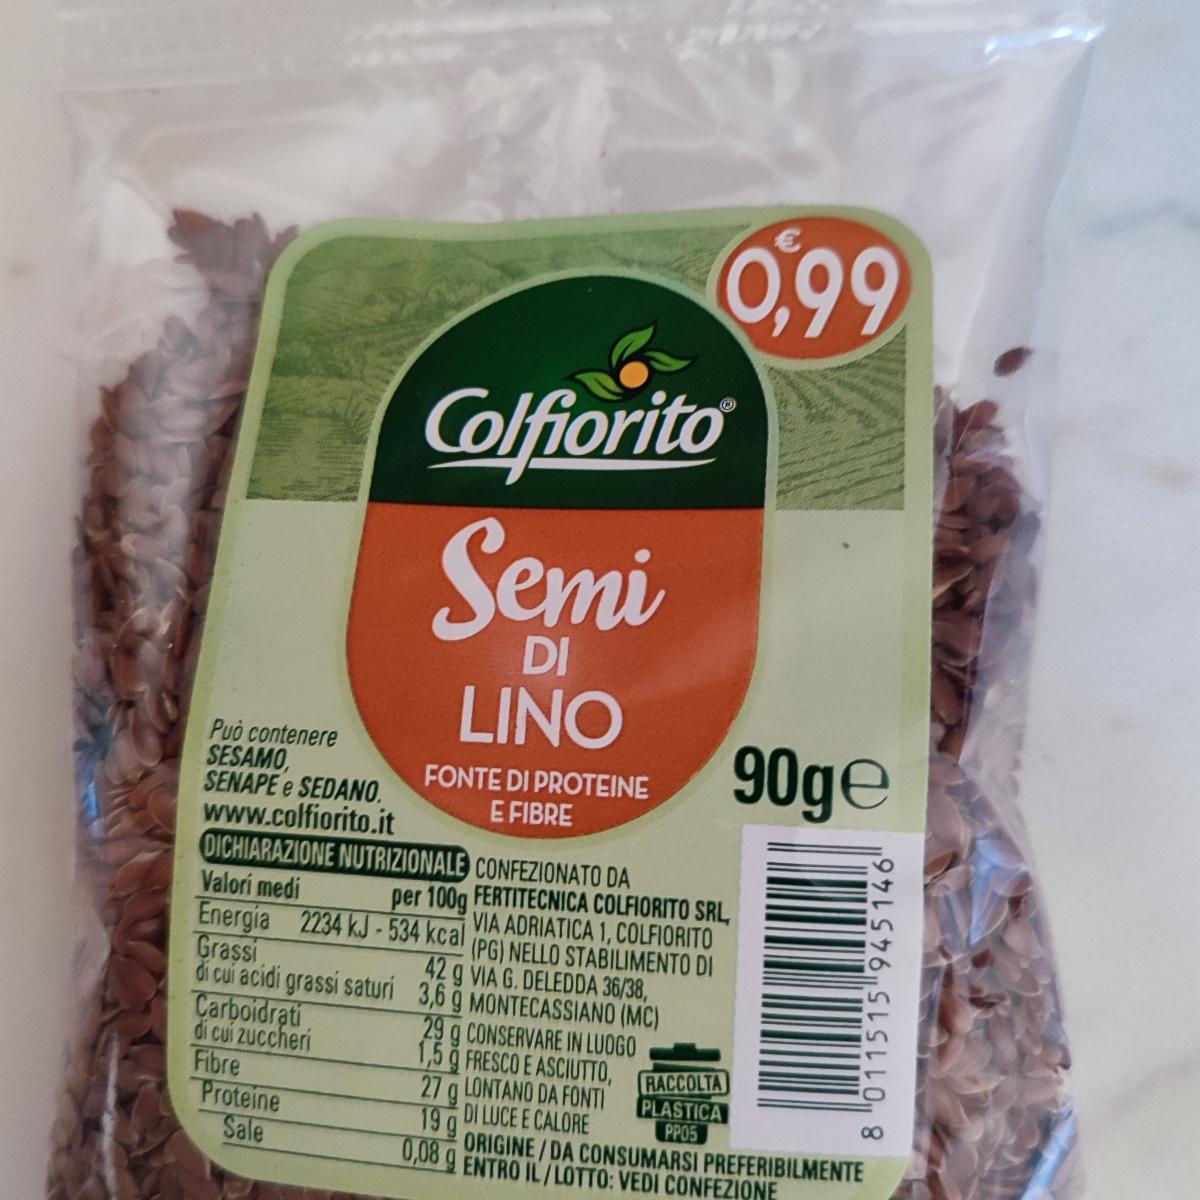 €
0,99
Colfiorito®
Semi
DI
LINO
FONTE DI PROTEINE
E FIBRE
Può contenere
SESAMO,
SENAPE e SEDANO.
www.colfiorito.it
90g e
DICHIARAZIONE NUTRIZIONALE
Valori medi per 100g
Energia 2234 kJ - 534 kcal
Grassi 42 g
di cui acidi grassi saturi 3,6 g
Carboidrati 29 g
di cui zuccheri 1,5 g
Fibre 27 g
Proteine 19 g
Sale 0,08 g
CONFEZIONATO DA
FERTITECNICA COLFIORITO SRL,
VIA ADRIATICA 1, COLFIORITO
(PG) NELLO STABILIMENTO DI
VIA G. DELEDDA 36/38,
MONTECASSIANO (MC)
CONSERVARE IN LUOGO
FRESCO E ASCIUTTO,
LONTANO DA FONTI
DI LUCE E CALORE
ORIGINE / DA CONSUMARSI PREFERIBILMENTE
ENTRO IL / LOTTO: VEDI CONFEZIONE
RACCOLTA
PLASTICA
PP05
8 011515 945146